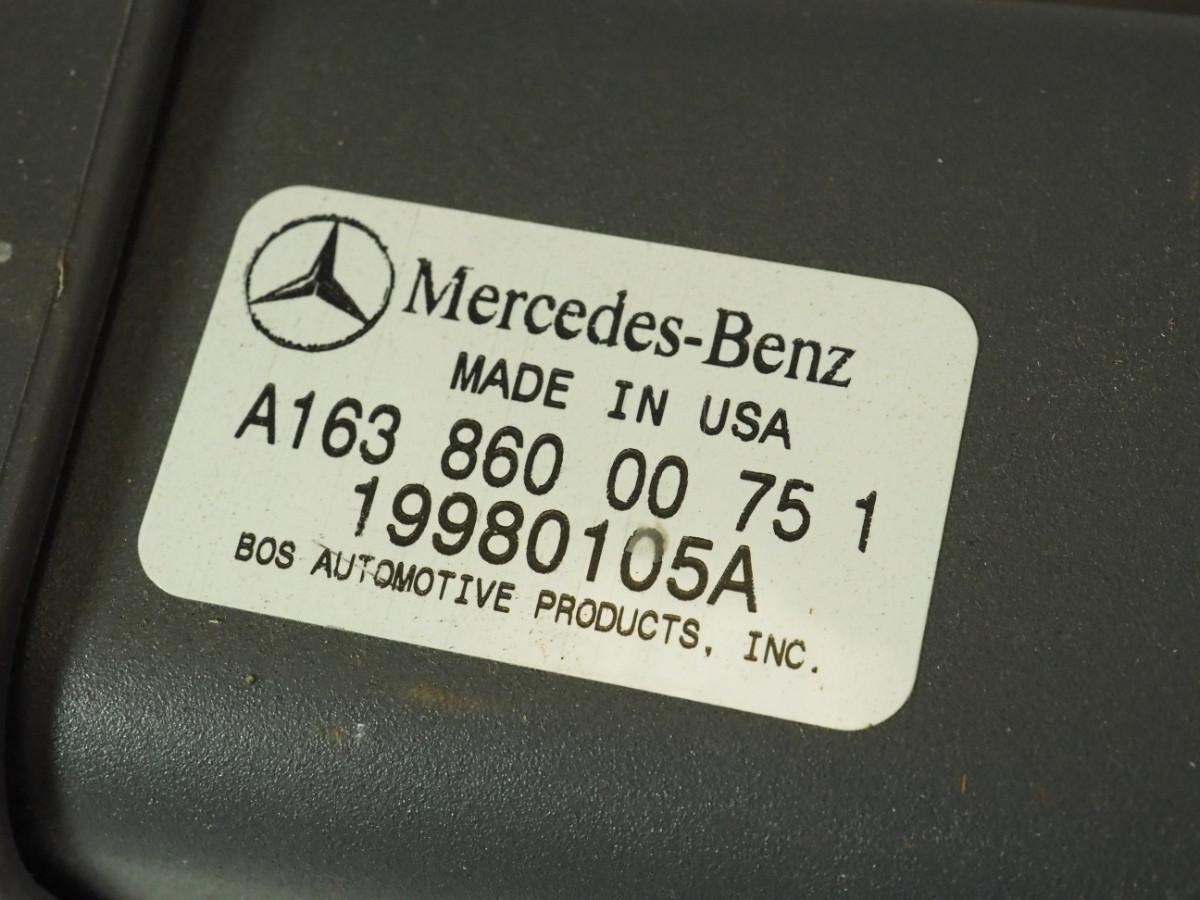 Mercedes-Benz
MADE IN USA
A163 860 00 75 1
19980105A
BOS AUTOMOTIVE PRODUCTS, INC.